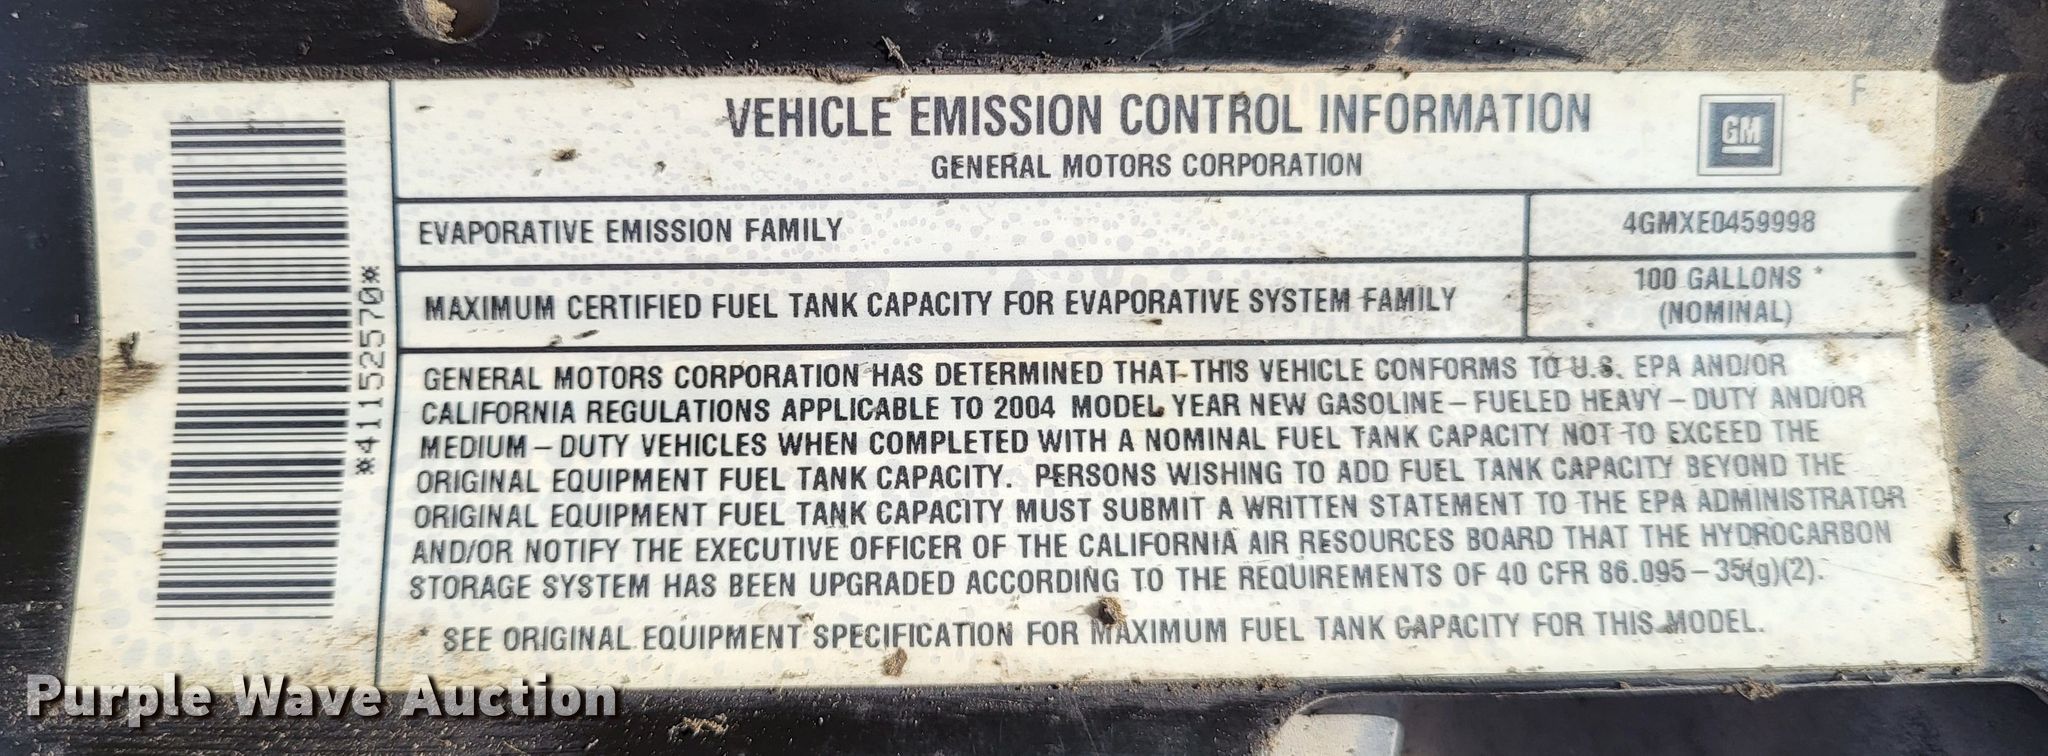 F
VEHICLE EMISSION CONTROL INFORMATION
GM
GENERAL MOTORS CORPORATION
EVAPORATIVE EMISSION FAMILY
4GMXE0459998
MAXIMUM CERTIFIED FUEL TANK CAPACITY FOR EVAPORATIVE SYSTEM FAMILY
100 GALLONS *
(NOMINAL)
*41152570*
GENERAL MOTORS CORPORATION HAS DETERMINED THAT THIS VEHICLE CONFORMS TO U.S. EPA AND/OR
CALIFORNIA REGULATIONS APPLICABLE TO 2004 MODEL YEAR NEW GASOLINE – FUELED HEAVY – DUTY AND/OR
MEDIUM – DUTY VEHICLES WHEN COMPLETED WITH A NOMINAL FUEL TANK CAPACITY NOT TO EXCEED THE
ORIGINAL EQUIPMENT FUEL TANK CAPACITY. PERSONS WISHING TO ADD FUEL TANK CAPACITY BEYOND THE
ORIGINAL EQUIPMENT FUEL TANK CAPACITY MUST SUBMIT A WRITTEN STATEMENT TO THE EPA ADMINISTRATOR
AND/OR NOTIFY THE EXECUTIVE OFFICER OF THE CALIFORNIA AIR RESOURCES BOARD THAT THE HYDROCARBON
STORAGE SYSTEM HAS BEEN UPGRADED ACCORDING TO THE REQUIREMENTS OF 40 CFR 86.095 – 35(g)(2).
* SEE ORIGINAL EQUIPMENT SPECIFICATION FOR MAXIMUM FUEL TANK CAPACITY FOR THIS MODEL.
Purple Wave Auction